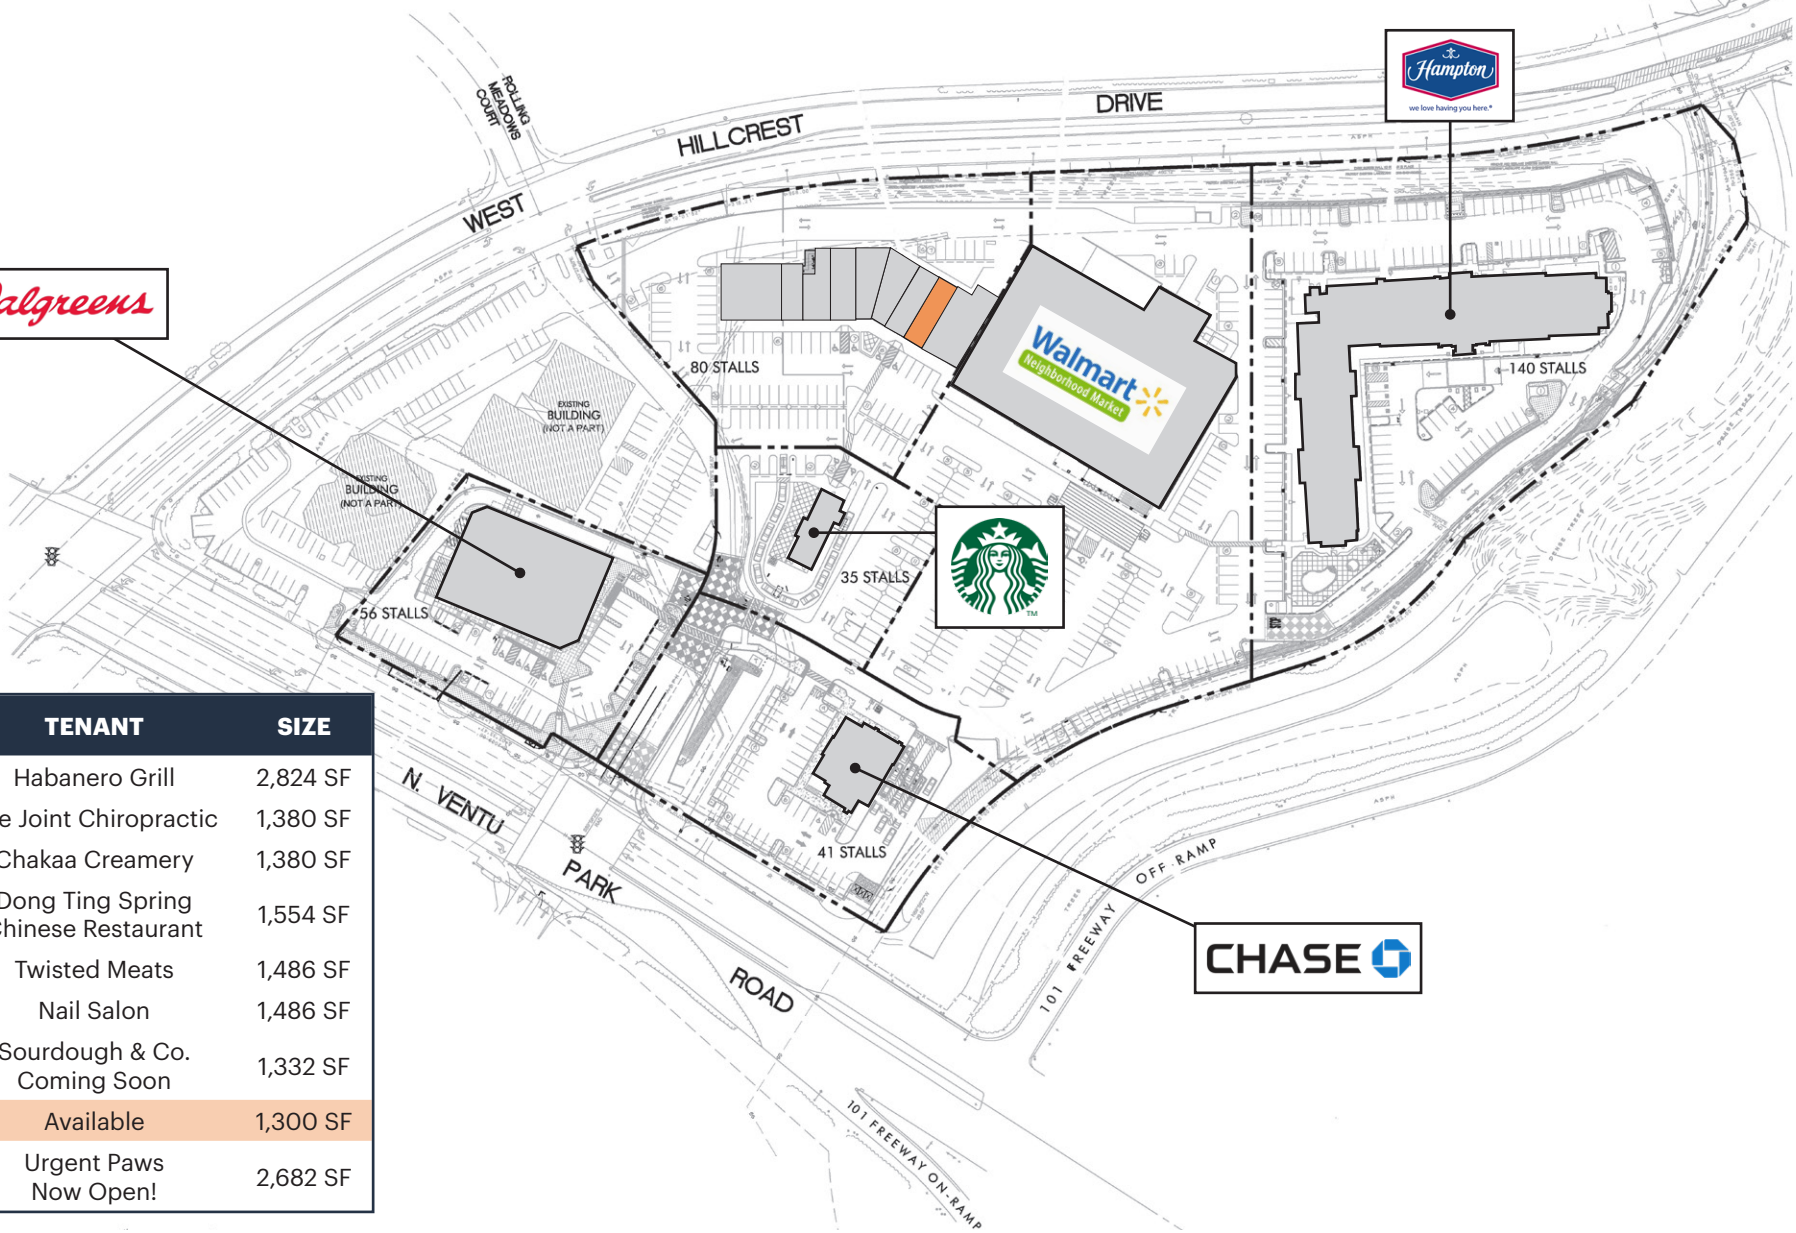 ROLLING
MEADOWS
COURT
WEST
HILLCREST
DRIVE
Hampton
we love having you here.®
algreens
80 STALLS
Walmart
Neighborhood Market
140 STALLS
EXISTING
BUILDING
(NOT A PART)
EXISTING
BUILDING
(NOT A PART)
35 STALLS
TM
56 STALLS
TENANT SIZE
Habanero Grill 2,824 SF
e Joint Chiropractic 1,380 SF
Chakaa Creamery 1,380 SF
Dong Ting Spring
hinese Restaurant 1,554 SF
Twisted Meats 1,486 SF
Nail Salon 1,486 SF
Sourdough & Co.
Coming Soon 1,332 SF
Available 1,300 SF
Urgent Paws
Now Open! 2,682 SF
N. VENTU
PARK
ROAD
41 STALLS
CHASE
101 FREEWAY OFF RAMP
101 FREEWAY ON-RAMP